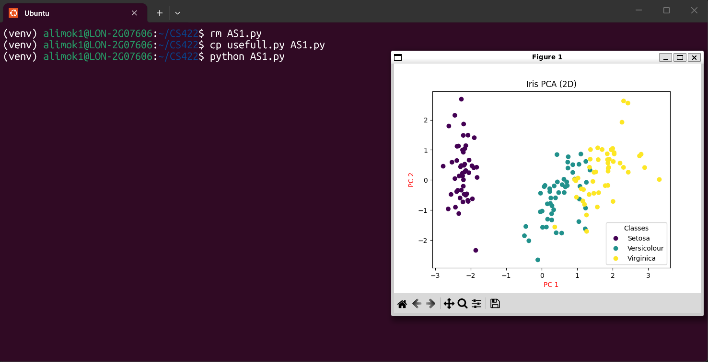 Ubuntu
(venv) alimok1@LON-2G07606:~/CS422$ rm AS1.py
(venv) alimok1@LON-2G07606:~/CS422$ cp usefull.py AS1.py
(venv) alimok1@LON-2G07606:~/CS422$ python AS1.py
Figure 1
Iris PCA (2D)
2
1
0
−1
−2
PC 2
Classes
Setosa
Versicolour
Virginica
−3 −2 −1 0 1 2 3
PC 1